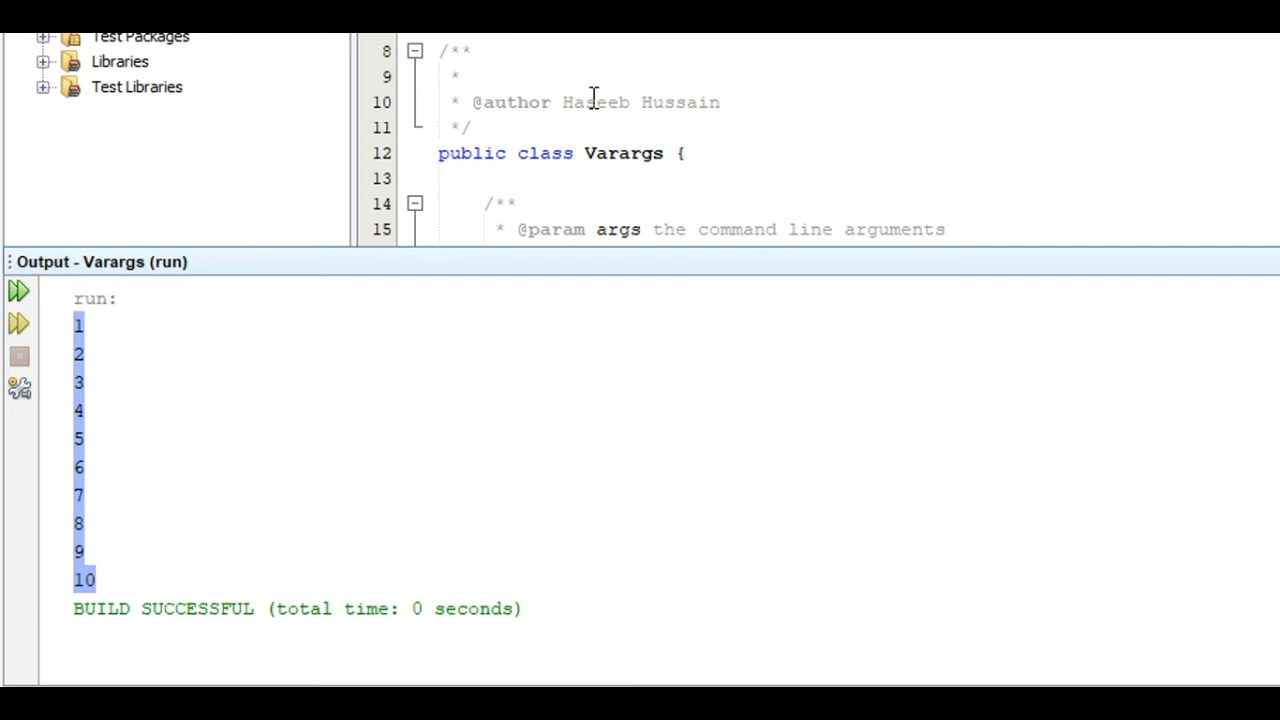 Test Packages
Libraries
Test Libraries
8 /**
9 *
10 * @author Haseeb Hussain
11 */
12 public class Varargs {
13
14 /**
15 * @param args the command line arguments
Output - Varargs (run)
run:
1
2
3
4
5
6
7
8
9
10
BUILD SUCCESSFUL (total time: 0 seconds)